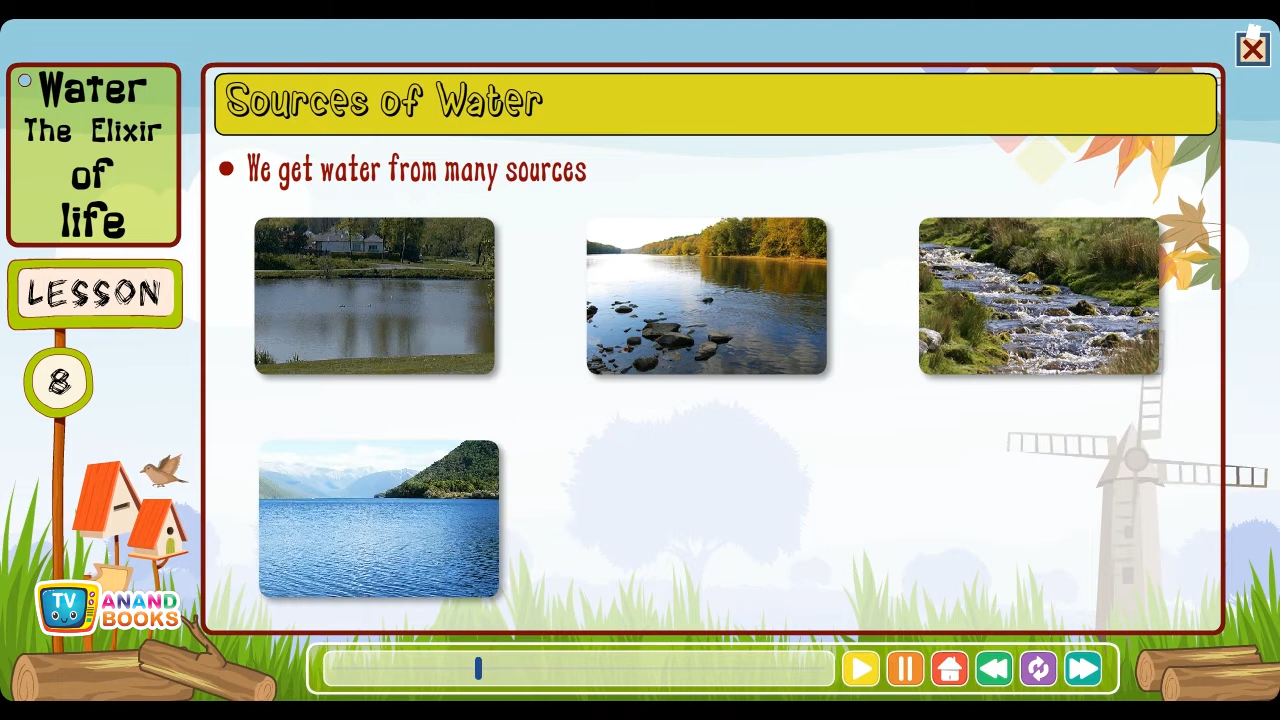 Water
The Elixir
of
life
LESSON
8
Sources of Water
We get water from many sources
TV
ANAND
BOOKS